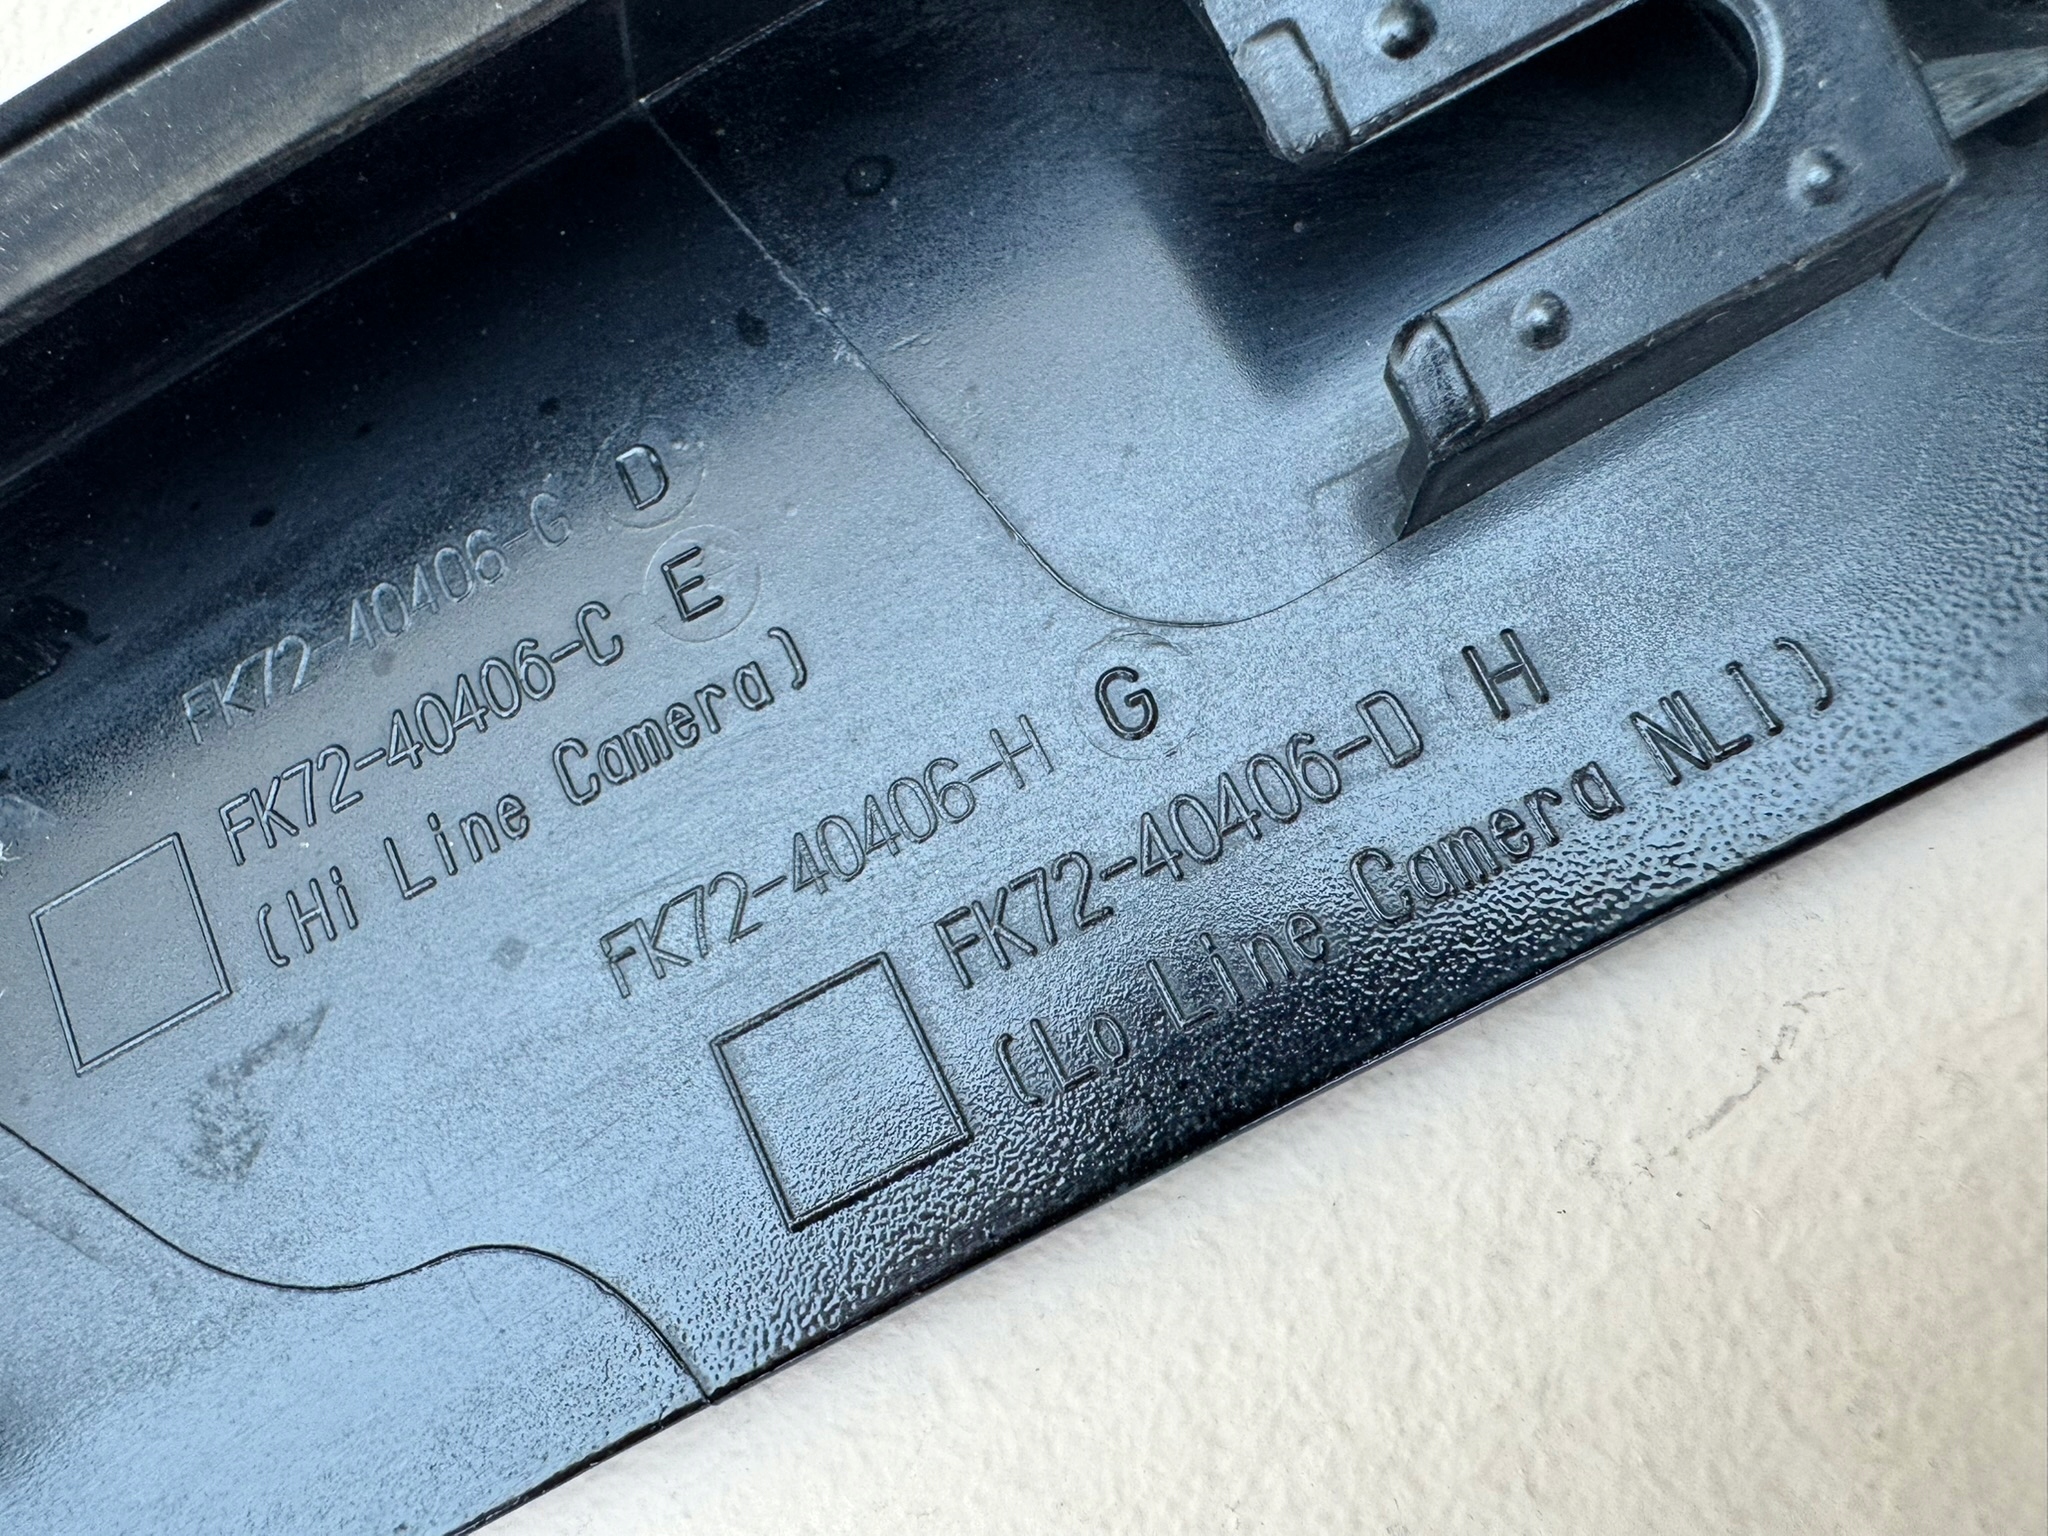 FK72-40406-G D
FK72-40406-C E
(Hi Line Camera)
FK72-40406-H G
FK72-40406-D H
(Lo Line Camera NLI)